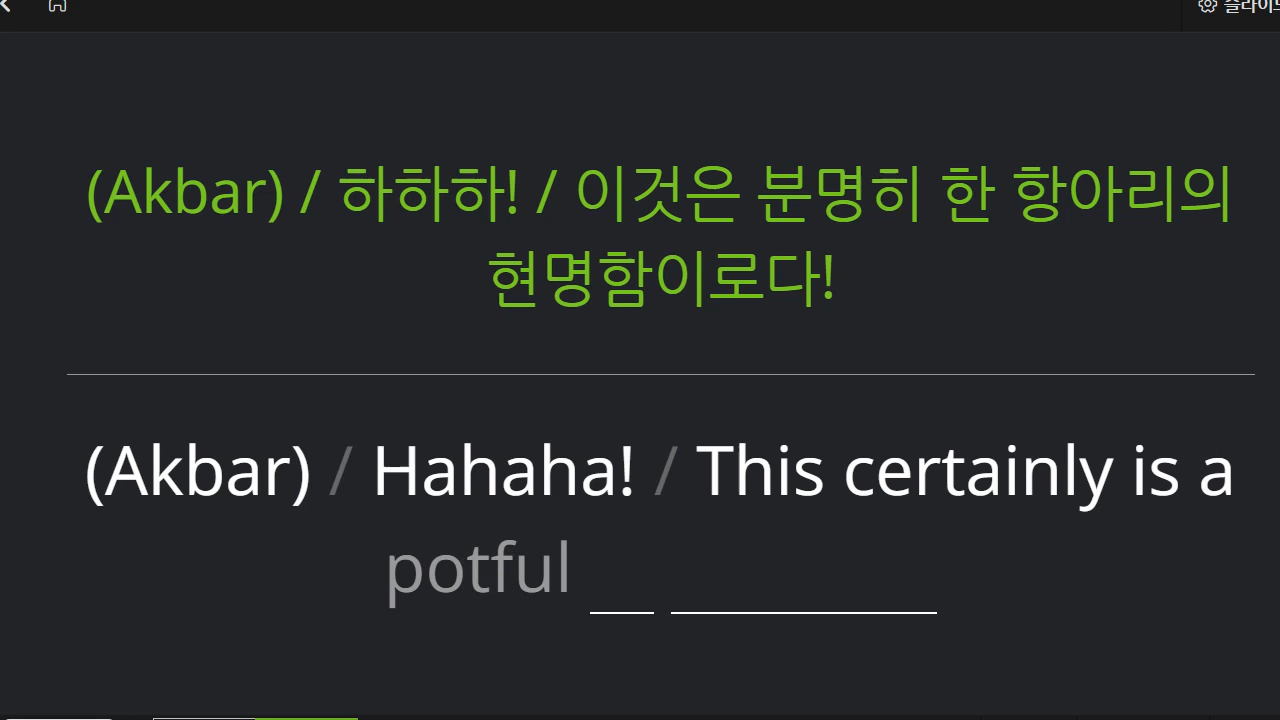 (Akbar) / 하하하! / 이것은 분명히 한 항아리의
현명함이로다!
(Akbar) / Hahaha! / This certainly is a
potful